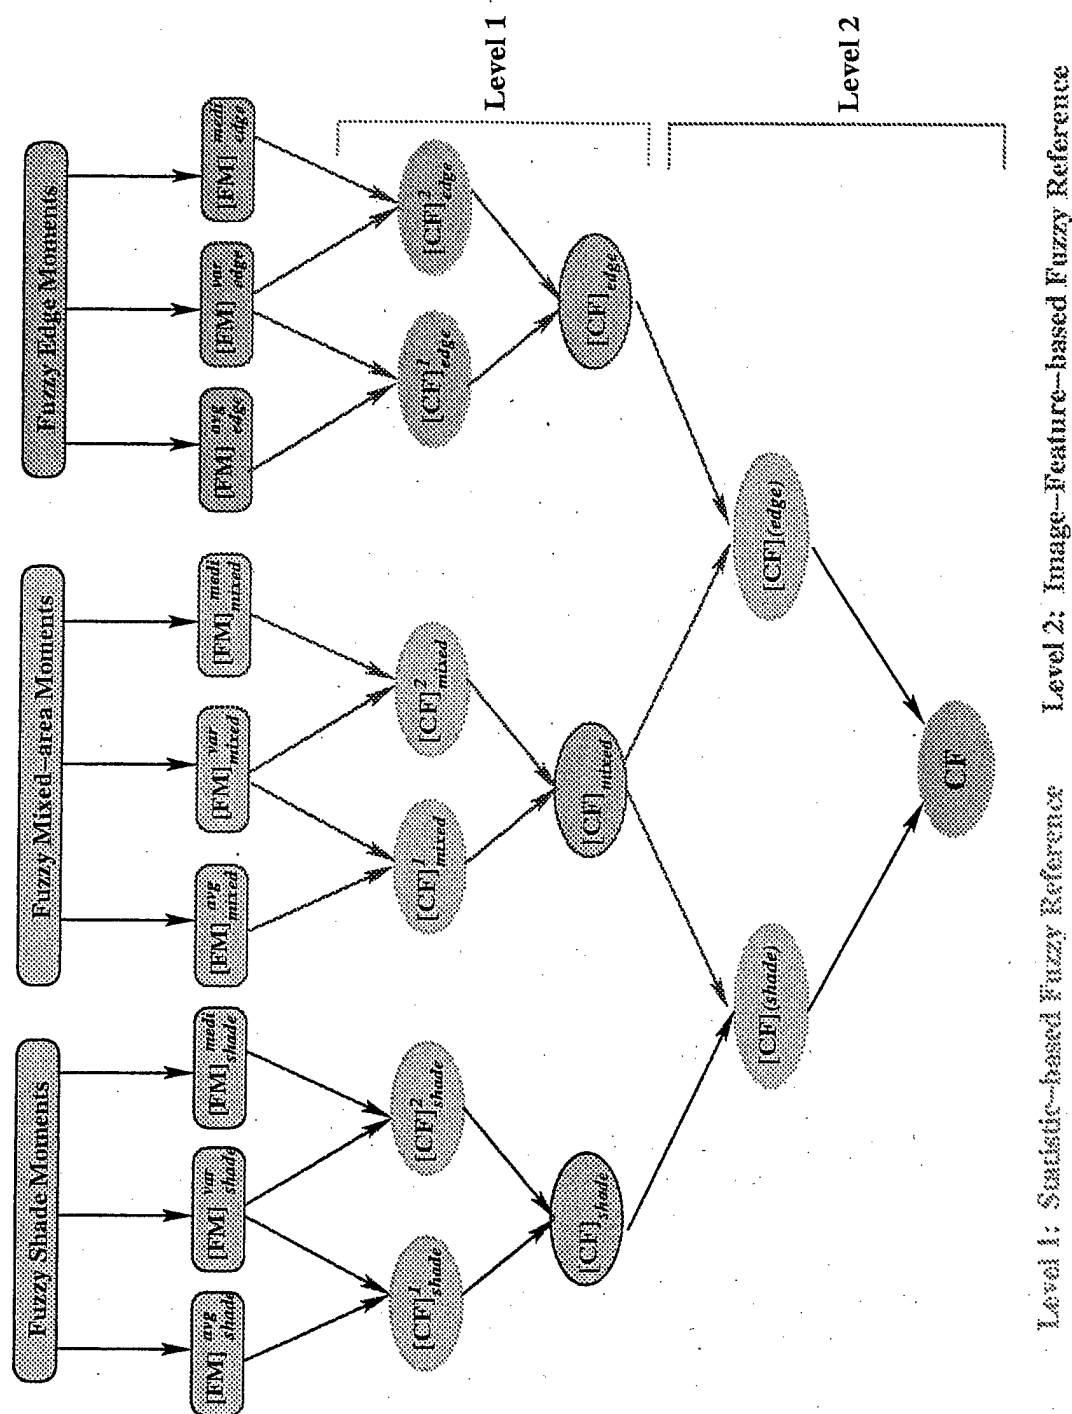 Fuzzy Shade Moments
Fuzzy Mixed-area Moments
Fuzzy Edge Moments
[FM] avg shade
[FM] var shade
[FM] medi shade
[FM] avg mixed
[FM] var mixed
[FM] medi mixed
[FM] avg edge
[FM] var edge
[FM] medi edge
[CF] 1 shade
[CF] 2 shade
[CF] 1 mixed
[CF] 2 mixed
[CF] 1 edge
[CF] 2 edge
Level 1
[CF] shade
[CF] mixed
[CF] edge
[CF] (shade)
[CF] (edge)
Level 2
CF
Level 1: Statistic-based Fuzzy Reference
Level 2: Image-Feature-based Fuzzy Reference